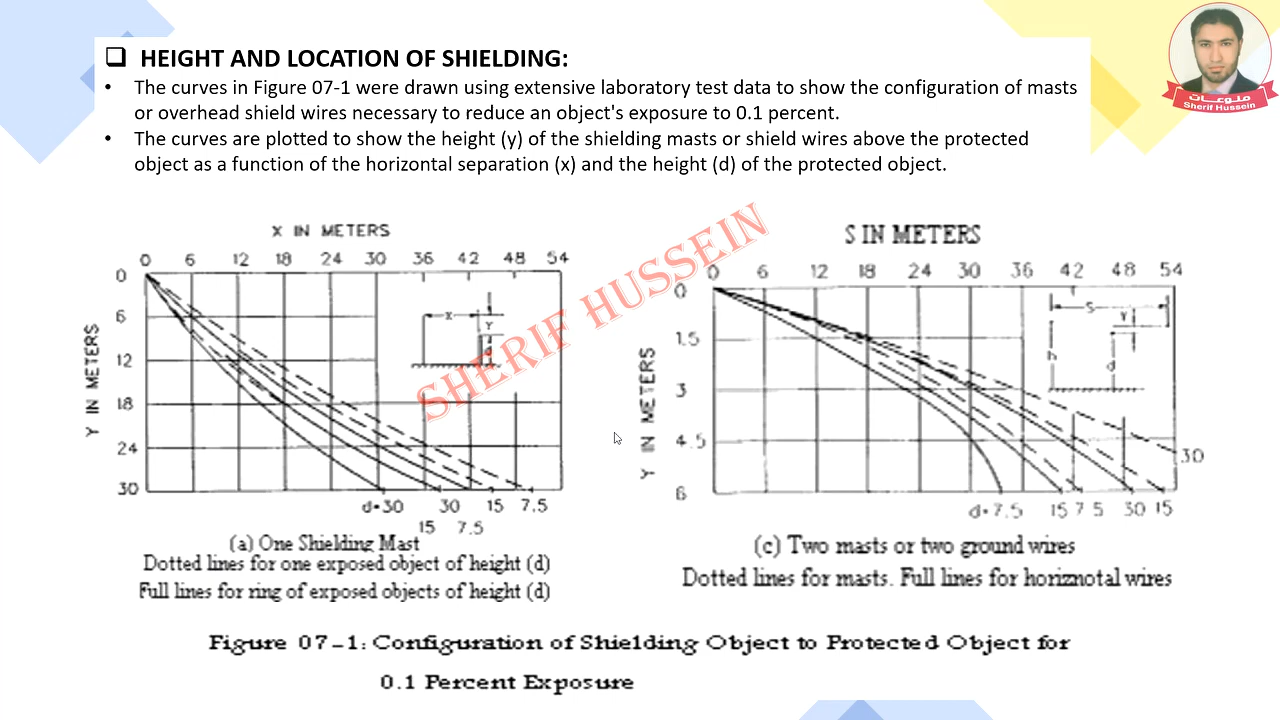 ❑ HEIGHT AND LOCATION OF SHIELDING:
• The curves in Figure 07-1 were drawn using extensive laboratory test data to show the configuration of masts
or overhead shield wires necessary to reduce an object's exposure to 0.1 percent.
• The curves are plotted to show the height (y) of the shielding masts or shield wires above the protected
object as a function of the horizontal separation (x) and the height (d) of the protected object.
منوعات
Sherif Hussein
SHERIF HUSSEIN
X IN METERS
0 6 12 18 24 30 36 42 48 54
Y IN METERS
0
6
12
18
24
30
X
Y
d=30 30 15 7.5
15 7.5
(a) One Shielding Mast
Dotted lines for one exposed object of height (d)
Full lines for ring of exposed objects of height (d)
S IN METERS
0 6 12 18 24 30 36 42 48 54
Y IN METERS
0
1.5
3
4.5
6
S
Y
d
30
d=7.5 15 7 5 30 15
(c) Two masts or two ground wires
Dotted lines for masts. Full lines for horiznotal wires
Figure 07-1: Configuration of Shielding Object to Protected Object for
0.1 Percent Exposure